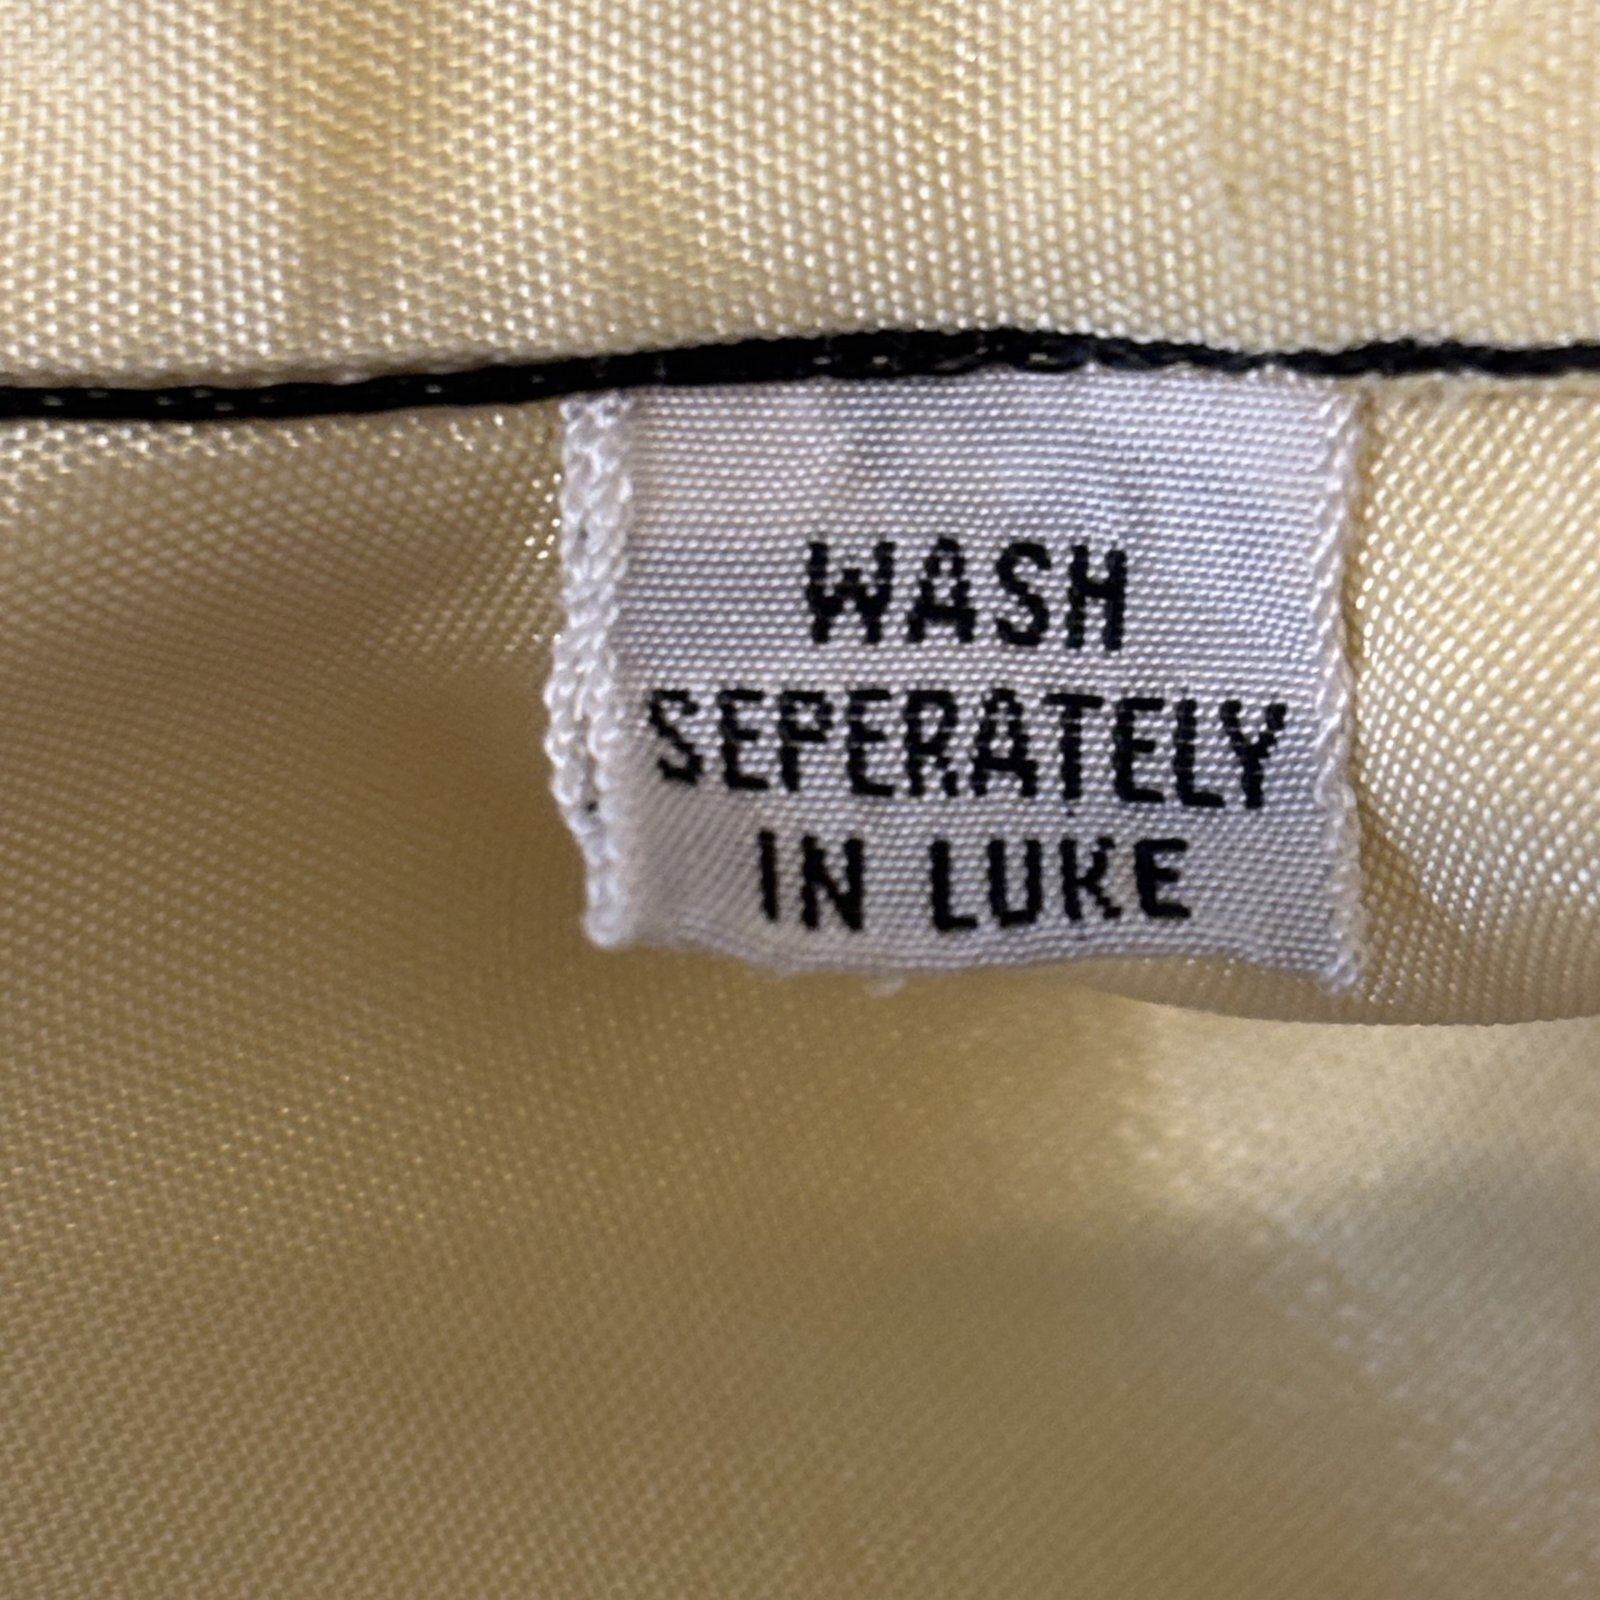 WASH
SEPERATELY
IN LUKE